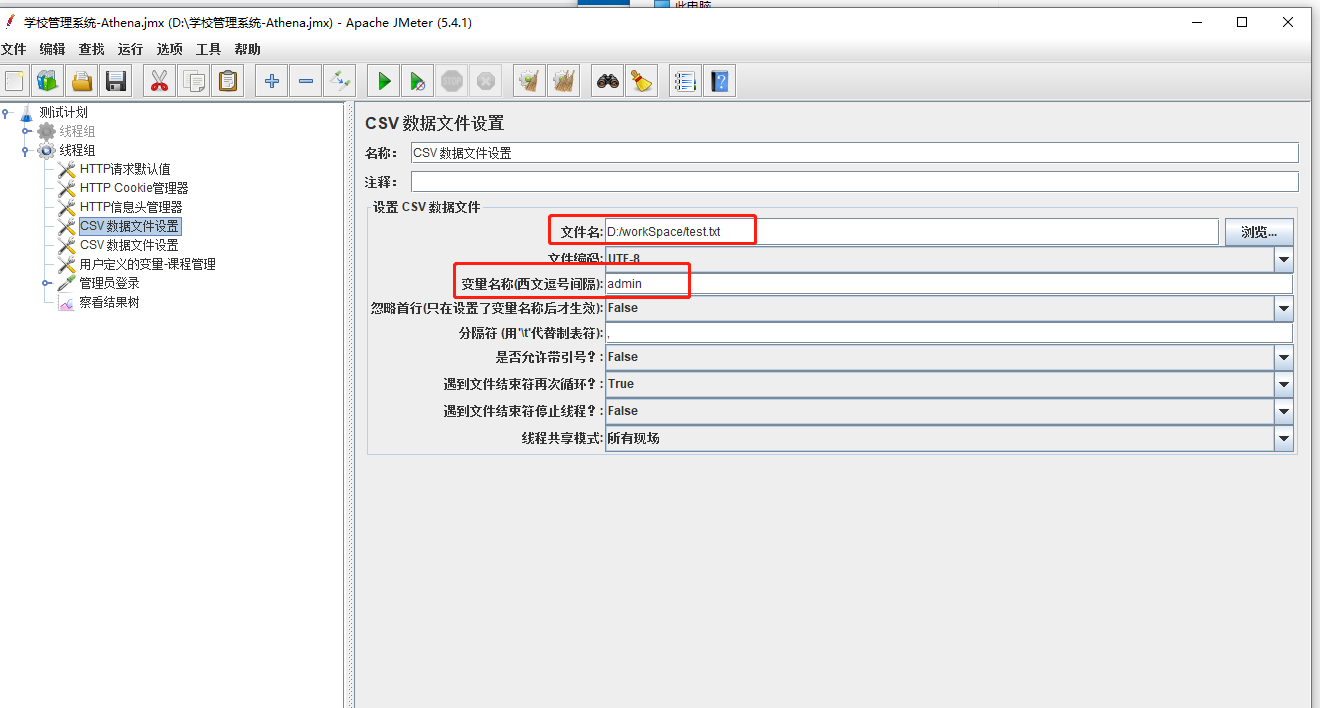 此电脑
学校管理系统-Athena.jmx (D:\学校管理系统-Athena.jmx) - Apache JMeter (5.4.1)
文件 编辑 查找 运行 选项 工具 帮助
测试计划
线程组
线程组
HTTP请求默认值
HTTP Cookie管理器
HTTP信息头管理器
CSV 数据文件设置
CSV 数据文件设置
用户定义的变量-课程管理
管理员登录
察看结果树
CSV 数据文件设置
名称: CSV 数据文件设置
注释:
设置 CSV 数据文件
文件名: D:/workSpace/test.txt 浏览...
文件编码: UTF-8
变量名称(西文逗号间隔): admin
忽略首行(只在设置了变量名称后才生效): False
分隔符 (用'\t'代替制表符): ,
是否允许带引号?: False
遇到文件结束符再次循环?: True
遇到文件结束符停止线程?: False
线程共享模式: 所有现场